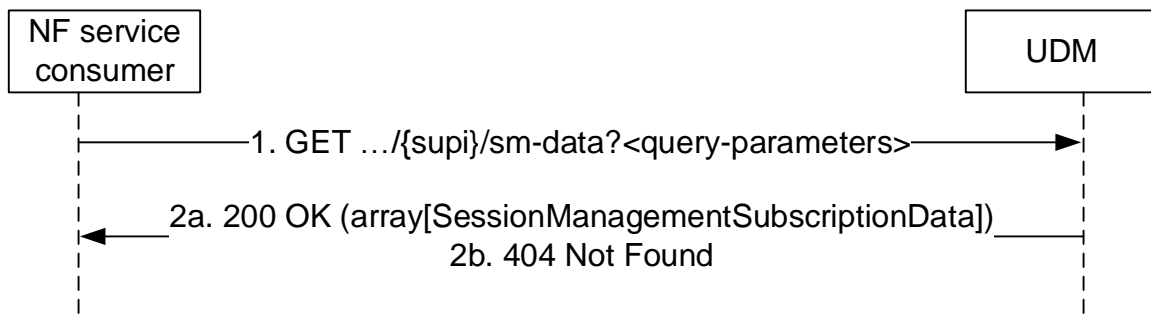 NF service
consumer
UDM
1. GET …/{supi}/sm-data?<query-parameters>
2a. 200 OK (array[SessionManagementSubscriptionData])
2b. 404 Not Found